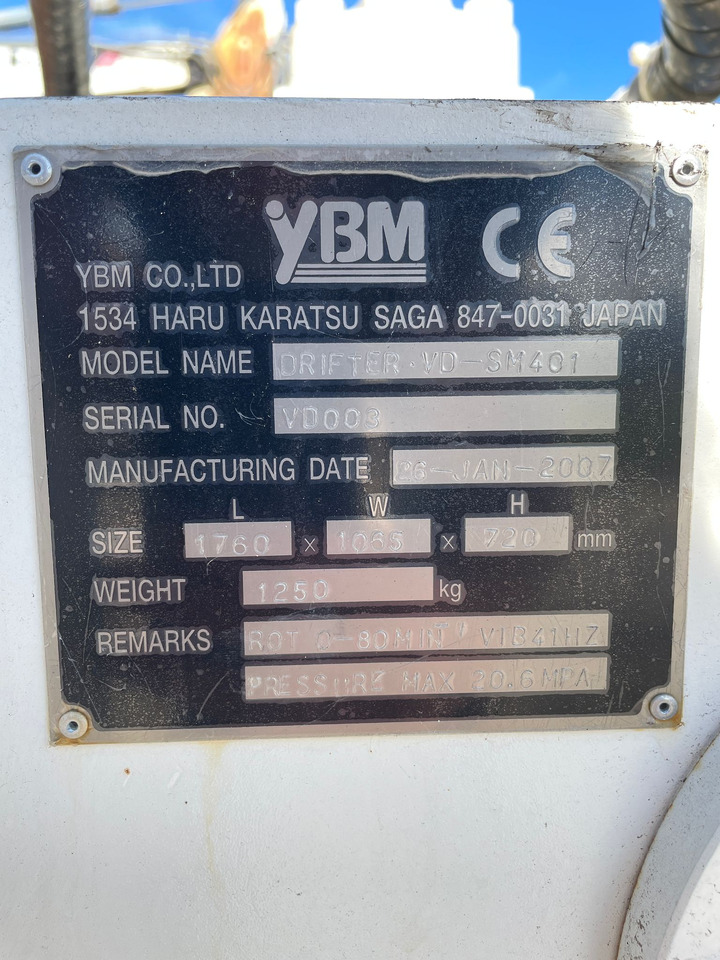 YBM CE
YBM CO.,LTD
1534 HARU KARATSU SAGA 847-0031 JAPAN
MODEL NAME DRIFTER·VD-SM401
SERIAL NO. VD003
MANUFACTURING DATE 26-JAN-2007
L W H
SIZE 1760 x 1065 x 720 mm
WEIGHT 1250 kg
REMARKS ROT 0-80MIN⁻¹ VIB41HZ
PRESSURE MAX 20.6MPA